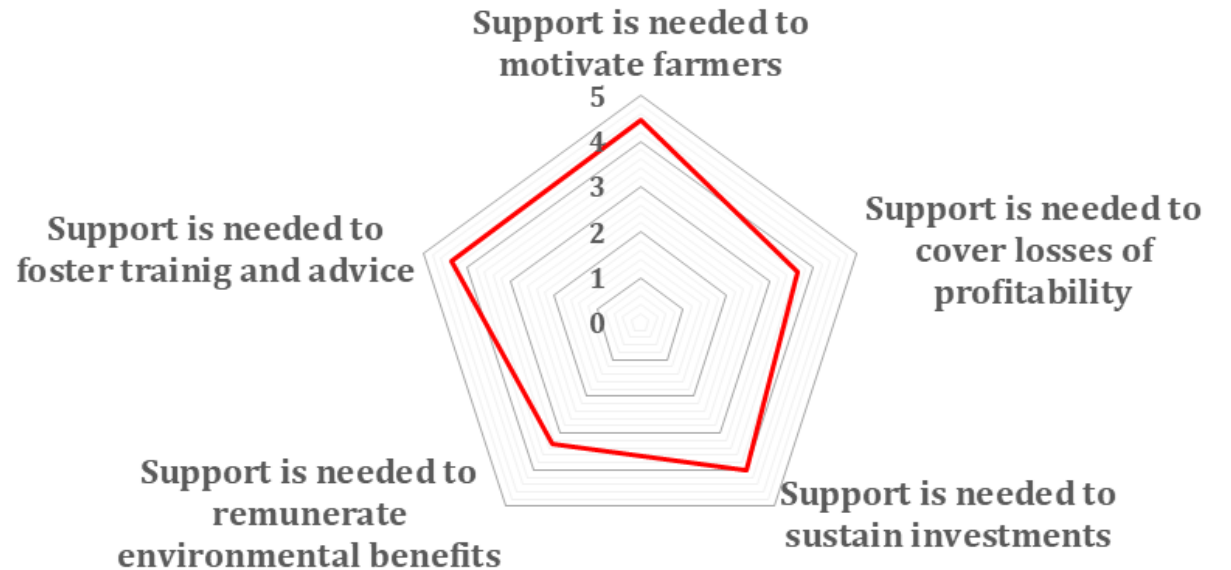 Support is needed to
motivate farmers
5
4
3
2
1
0
Support is needed to
cover losses of
profitability
Support is needed to
sustain investments
Support is needed to
remunerate
environmental benefits
Support is needed to
foster trainig and advice